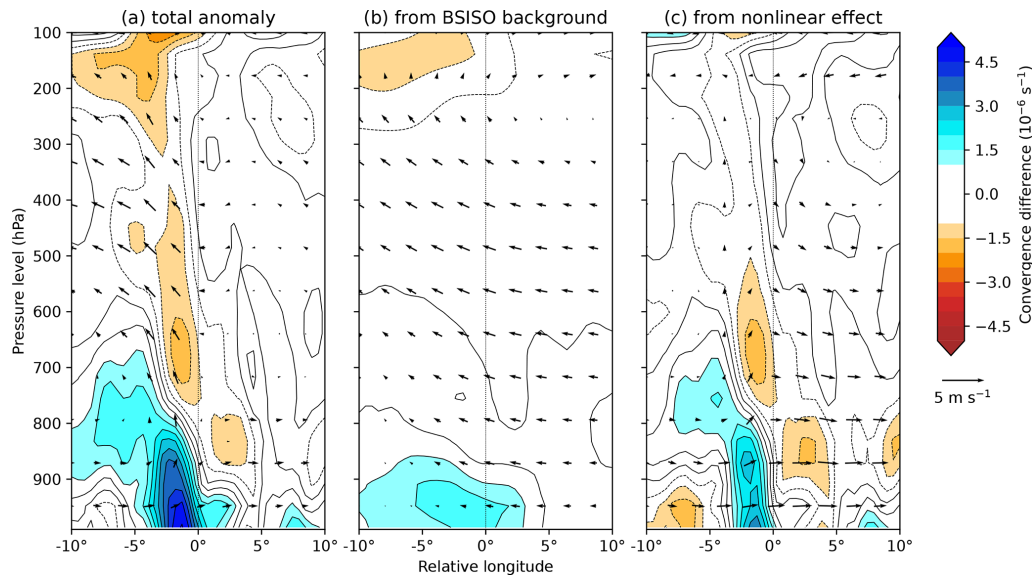 (a) total anomaly (b) from BSISO background (c) from nonlinear effect
Pressure level (hPa)
100
200
300
400
500
600
700
800
900
-10° -5° 0° 5° 10°
-10° -5° 0° 5° 10°
-10° -5° 0° 5° 10°
Relative longitude
4.5
3.0
1.5
0.0
−1.5
−3.0
−4.5
Convergence difference (10⁻⁶ s⁻¹)
5 m s⁻¹